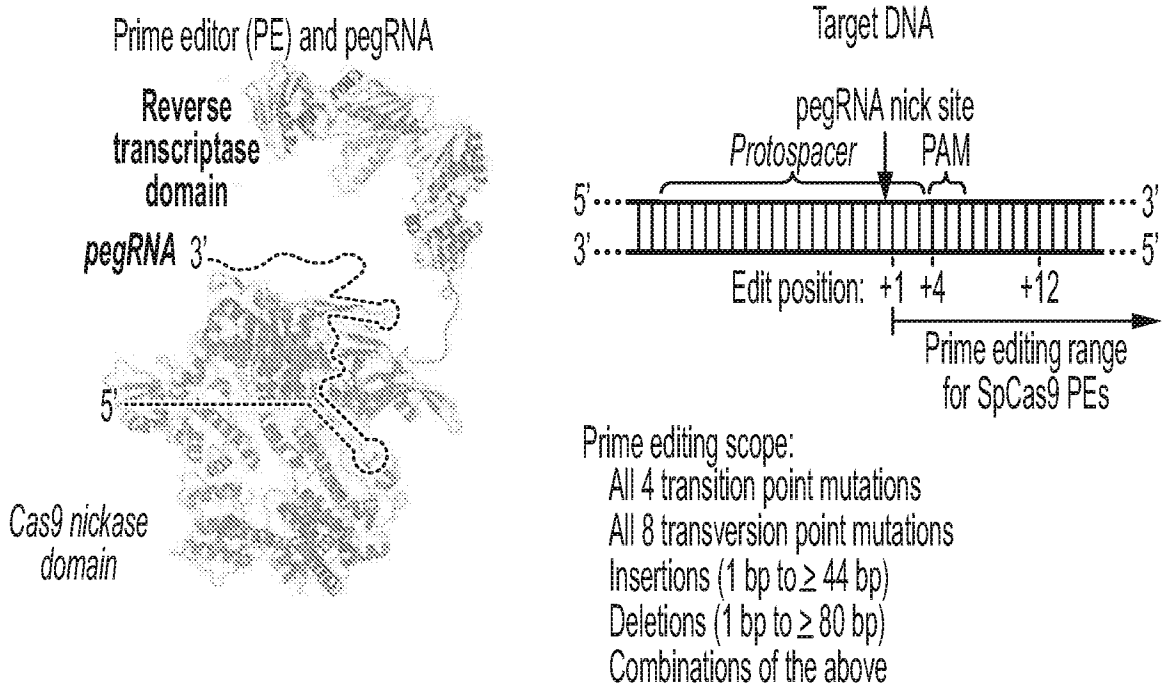 Prime editor (PE) and pegRNA
Reverse
transcriptase
domain
pegRNA 3'
5'
Cas9 nickase
domain
Target DNA
pegRNA nick site
Protospacer PAM
5' 3'
3' 5'
Edit position: +1 +4 +12
Prime editing range
for SpCas9 PEs
Prime editing scope:
All 4 transition point mutations
All 8 transversion point mutations
Insertions (1 bp to ≥ 44 bp)
Deletions (1 bp to ≥ 80 bp)
Combinations of the above